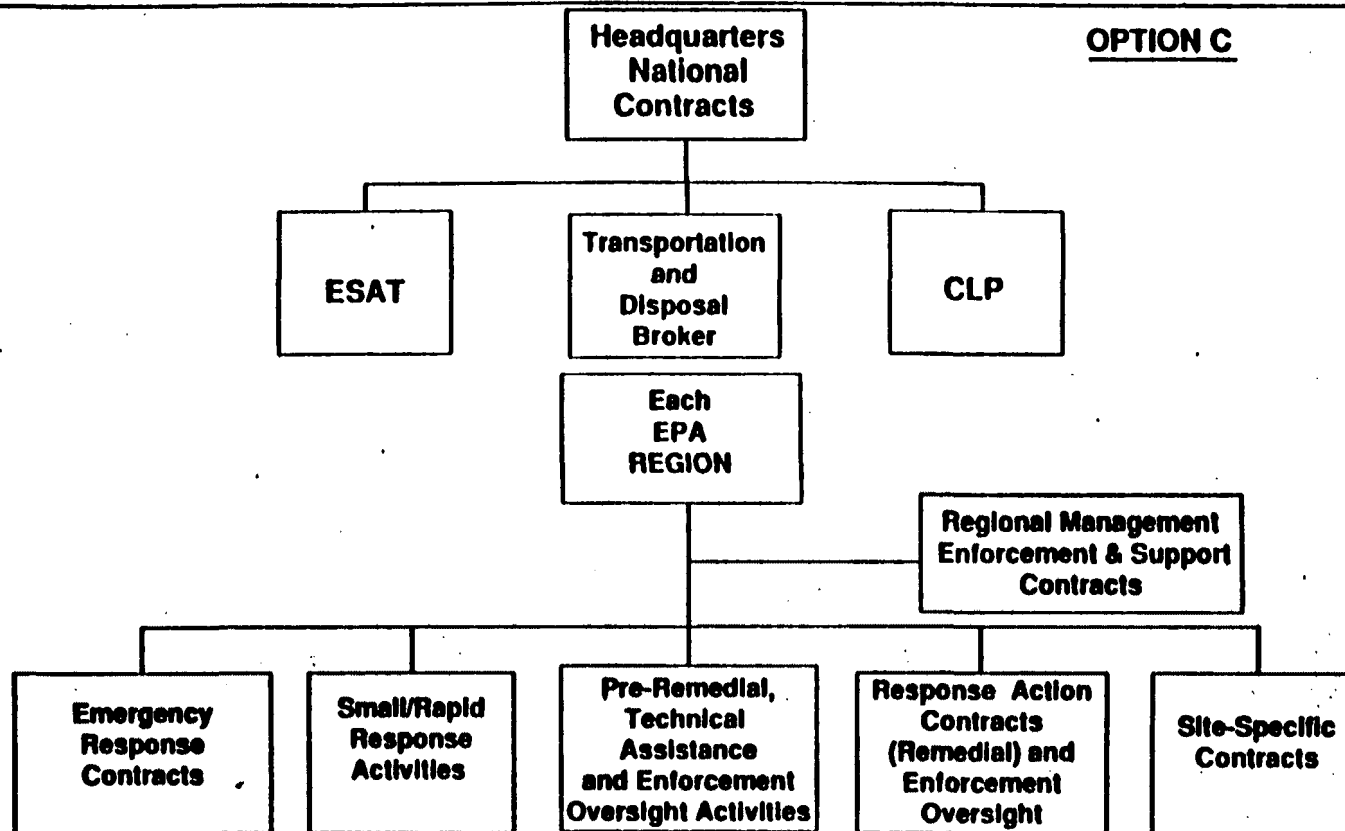 OPTION C
Headquarters
National
Contracts
ESAT
Transportation
and
Disposal
Broker
CLP
Each
EPA
REGION
Regional Management
Enforcement & Support
Contracts
Emergency
Response
Contracts
Small/Rapid
Response
Activities
Pre-Remedial,
Technical
Assistance
and Enforcement
Oversight Activities
Response Action
Contracts
(Remedial) and
Enforcement
Oversight
Site-Specific
Contracts